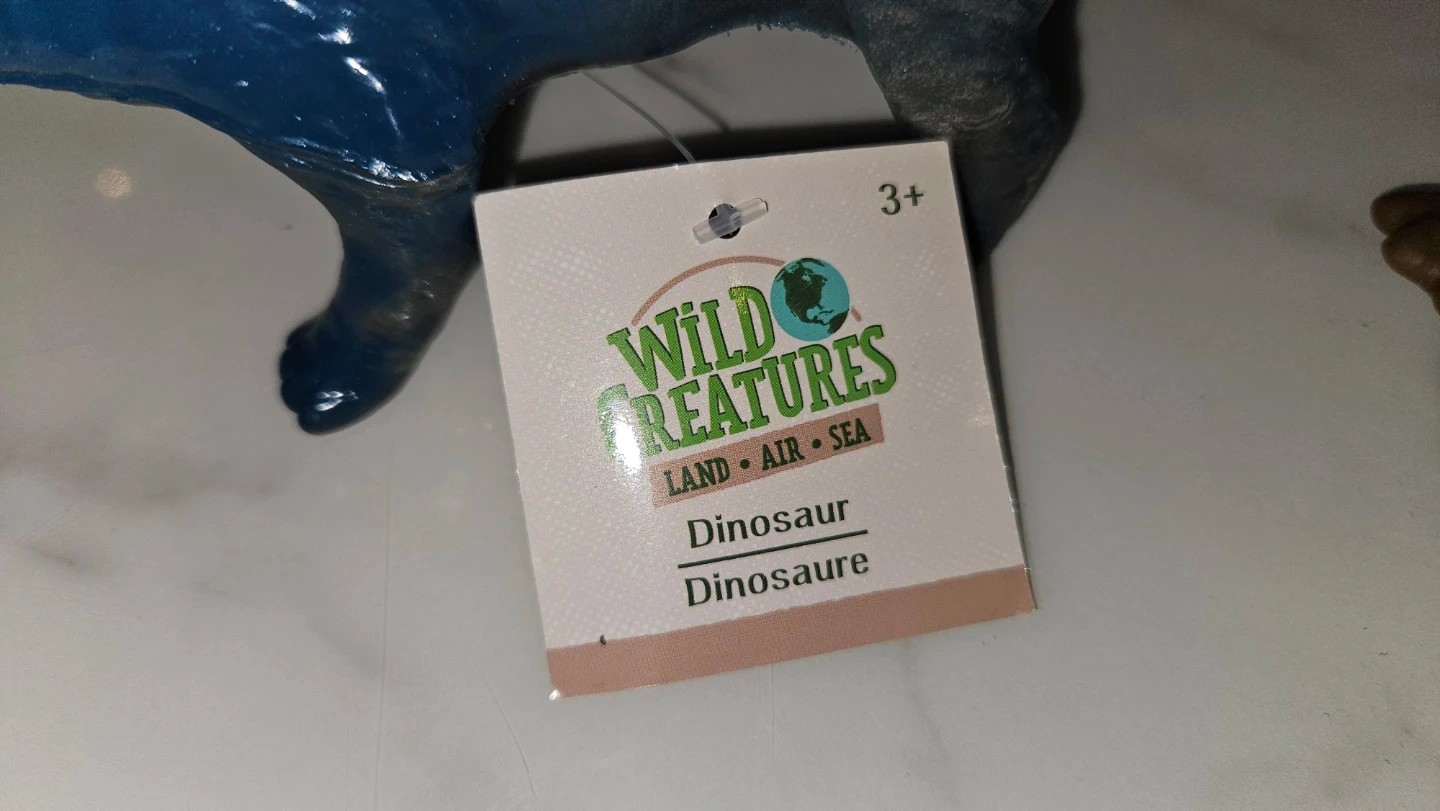 3+
WiLD
CREATURES
LAND • AIR • SEA
Dinosaur
Dinosaure